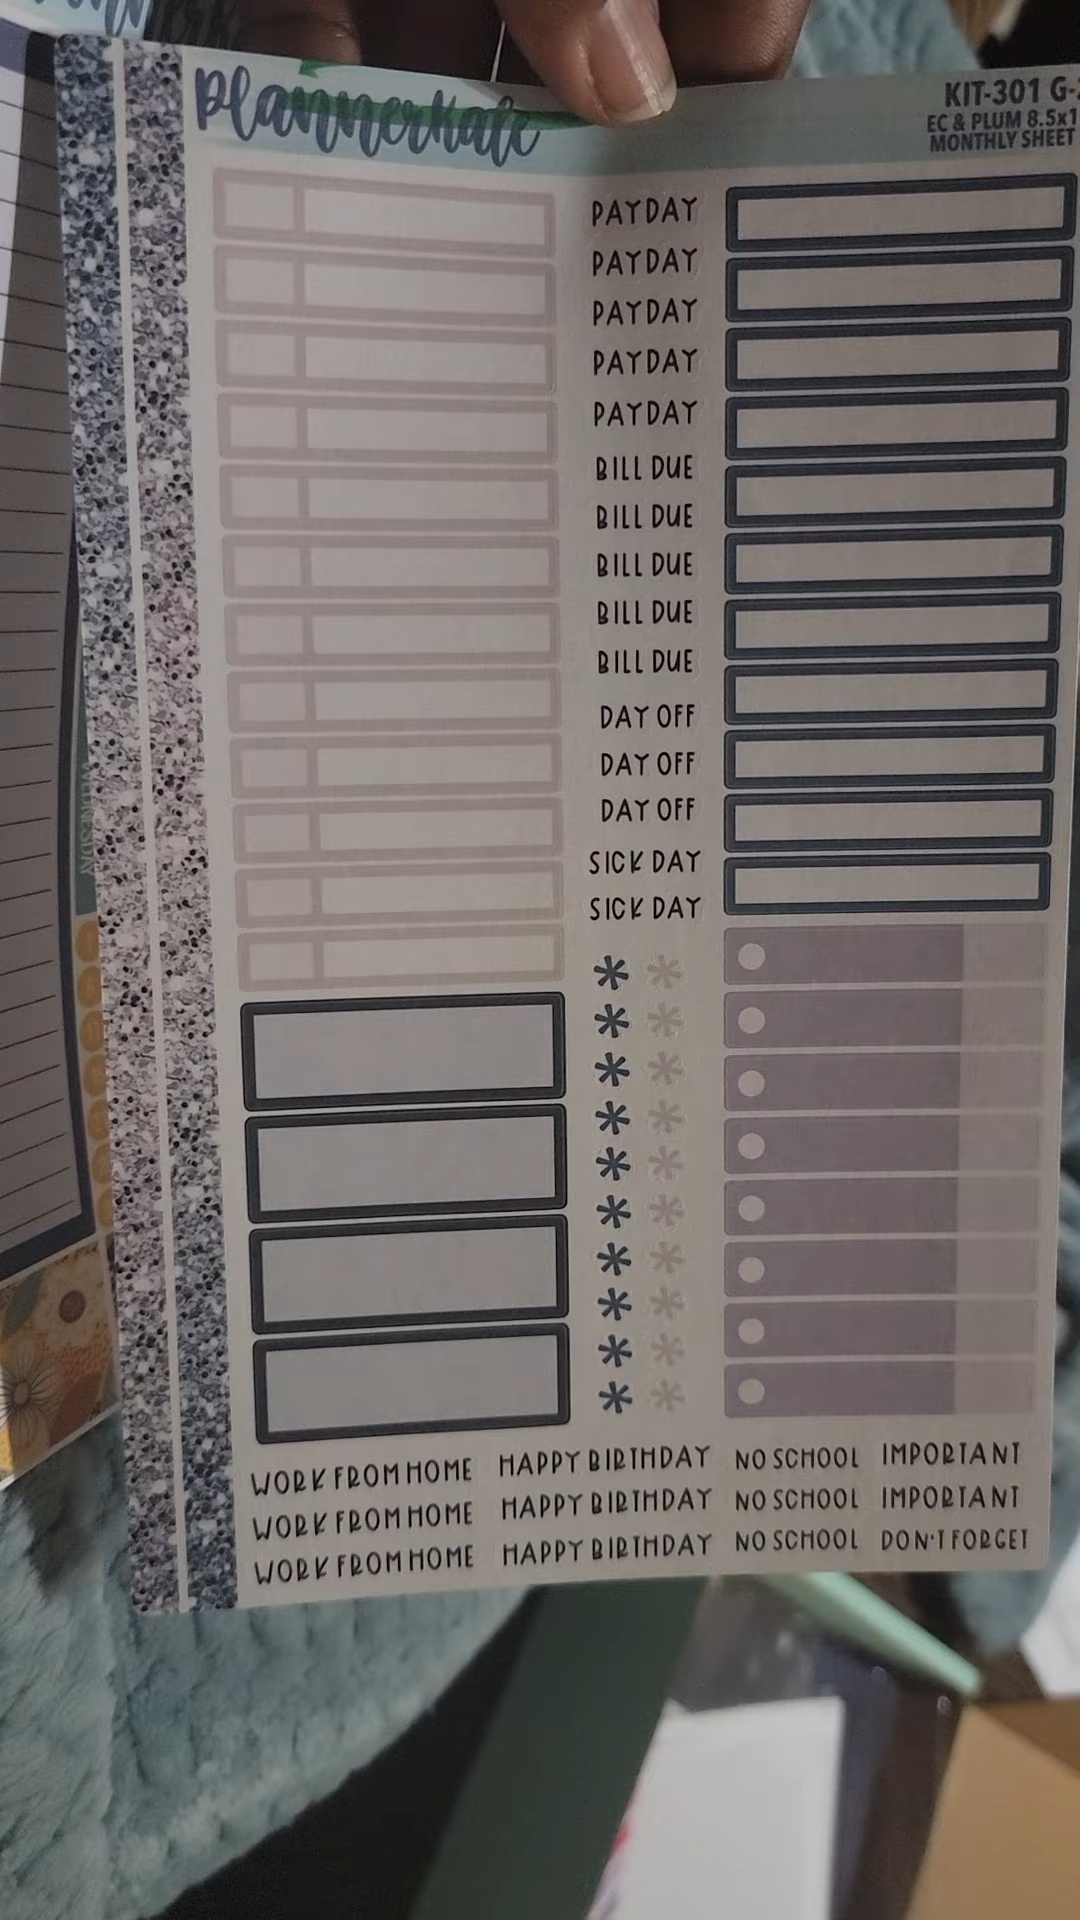 plannerkate
KIT-301 G-
EC & PLUM 8.5x1
MONTHLY SHEET
PAYDAY
PAYDAY
PAYDAY
PAYDAY
PAYDAY
BILL DUE
BILL DUE
BILL DUE
BILL DUE
BILL DUE
DAY OFF
DAY OFF
DAY OFF
SICK DAY
SICK DAY
WORK FROM HOME HAPPY BIRTHDAY NO SCHOOL IMPORTANT
WORK FROM HOME HAPPY BIRTHDAY NO SCHOOL IMPORTANT
WORK FROM HOME HAPPY BIRTHDAY NO SCHOOL DON'T FORGET
WEDNESDAY